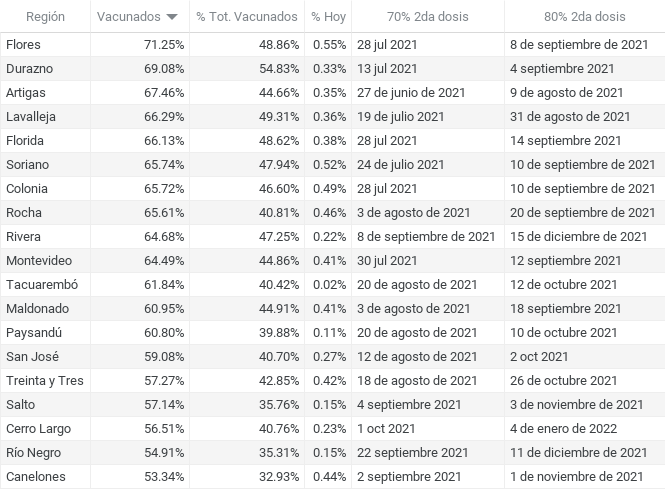 Región Vacunados % Tot. Vacunados % Hoy 70% 2da dosis 80% 2da dosis
Flores 71.25% 48.86% 0.55% 28 jul 2021 8 de septiembre de 2021
Durazno 69.08% 54.83% 0.33% 13 jul 2021 4 septiembre 2021
Artigas 67.46% 44.66% 0.35% 27 de junio de 2021 9 de agosto de 2021
Lavalleja 66.29% 49.31% 0.36% 19 de julio de 2021 31 de agosto de 2021
Florida 66.13% 48.62% 0.38% 28 jul 2021 14 septiembre 2021
Soriano 65.74% 47.94% 0.52% 24 de julio 2021 10 de septiembre de 2021
Colonia 65.72% 46.60% 0.49% 28 jul 2021 10 de septiembre de 2021
Rocha 65.61% 40.81% 0.46% 3 de agosto de 2021 20 de septiembre de 2021
Rivera 64.68% 47.25% 0.22% 8 de septiembre de 2021 15 de diciembre de 2021
Montevideo 64.49% 44.86% 0.41% 30 jul 2021 12 septiembre 2021
Tacuarembó 61.84% 40.42% 0.02% 20 de agosto de 2021 12 de octubre 2021
Maldonado 60.95% 44.91% 0.41% 3 de agosto de 2021 18 septiembre 2021
Paysandú 60.80% 39.88% 0.11% 20 de agosto de 2021 10 de octubre 2021
San José 59.08% 40.70% 0.27% 12 de agosto de 2021 2 oct 2021
Treinta y Tres 57.27% 42.85% 0.42% 18 de agosto de 2021 26 de octubre 2021
Salto 57.14% 35.76% 0.15% 4 septiembre 2021 3 de noviembre de 2021
Cerro Largo 56.51% 40.76% 0.23% 1 oct 2021 4 de enero de 2022
Río Negro 54.91% 35.31% 0.15% 22 septiembre 2021 11 de diciembre de 2021
Canelones 53.34% 32.93% 0.44% 2 septiembre 2021 1 de noviembre de 2021